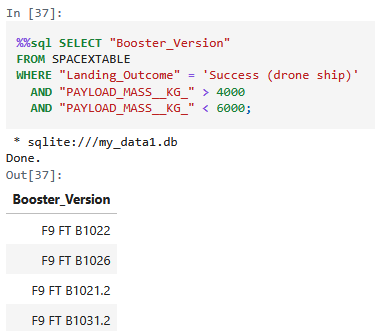 In [37]:
%%sql SELECT "Booster_Version"
FROM SPACEXTABLE
WHERE "Landing_Outcome" = 'Success (drone ship)'
AND "PAYLOAD_MASS__KG_" > 4000
AND "PAYLOAD_MASS__KG_" < 6000;
* sqlite:///my_data1.db
Done.
Out[37]:
Booster_Version
F9 FT B1022
F9 FT B1026
F9 FT B1021.2
F9 FT B1031.2